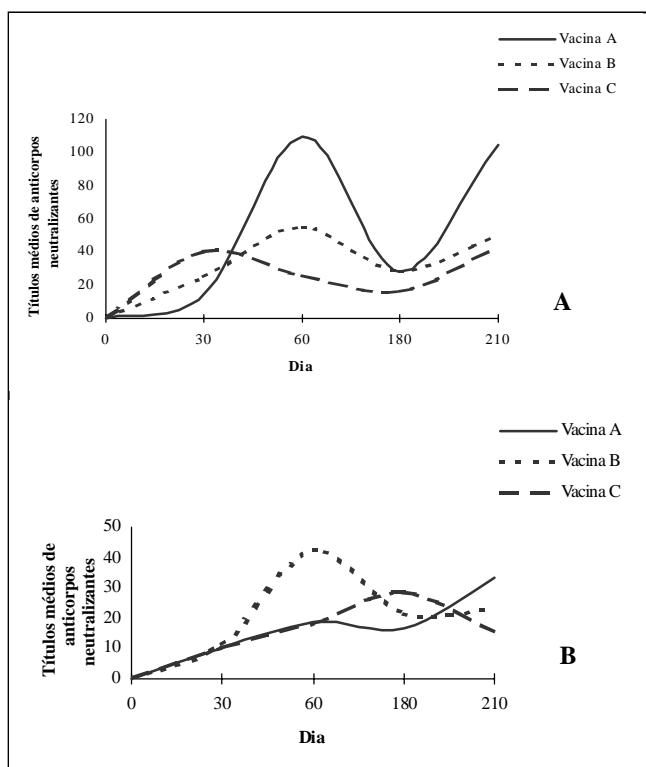 Vacina A
Vacina B
Vacina C
Títulos médios de anticorpos
neutralizantes
120
100
80
60
40
20
0
0 30 60 180 210
Dia
A
Vacina A
Vacina B
Vacina C
Títulos médios de
anticorpos
neutralizantes
50
40
30
20
10
0
0 30 60 180 210
Dia
B